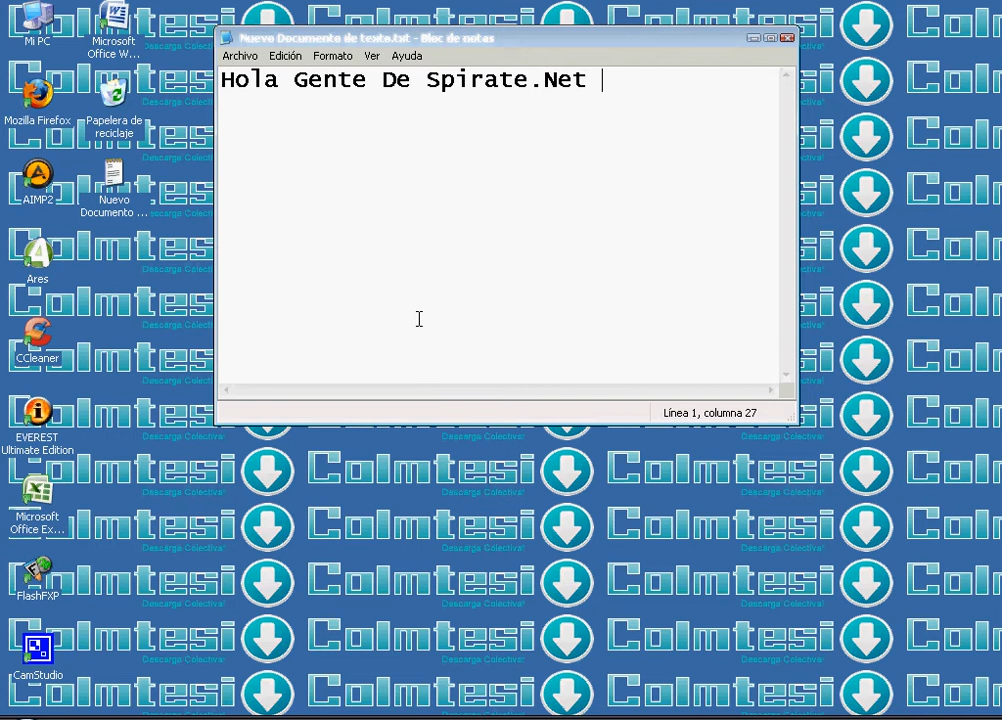 Nuevo Documento de texto.txt - Bloc de notas
Archivo Edición Formato Ver Ayuda
Hola Gente De Spirate.Net
Línea 1, columna 27
Mi PC
Microsoft
Office W...
Mozilla Firefox
Papelera de
reciclaje
AIMP2
Nuevo
Documento ...
Ares
CCleaner
EVEREST
Ultimate Edition
Microsoft
Office Ex...
FlashFXP
CamStudio
Colmtesi
Descarga Colectiva!